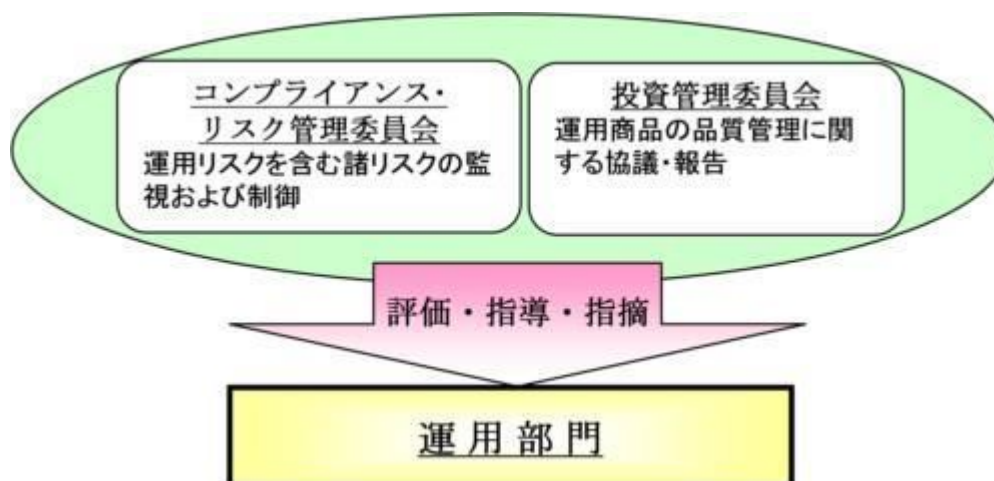 コンプライアンス・
リスク管理委員会
運用リスクを含む諸リスクの監
視および制御
投資管理委員会
運用商品の品質管理に関
する協議・報告
評価・指導・指摘
運用部門